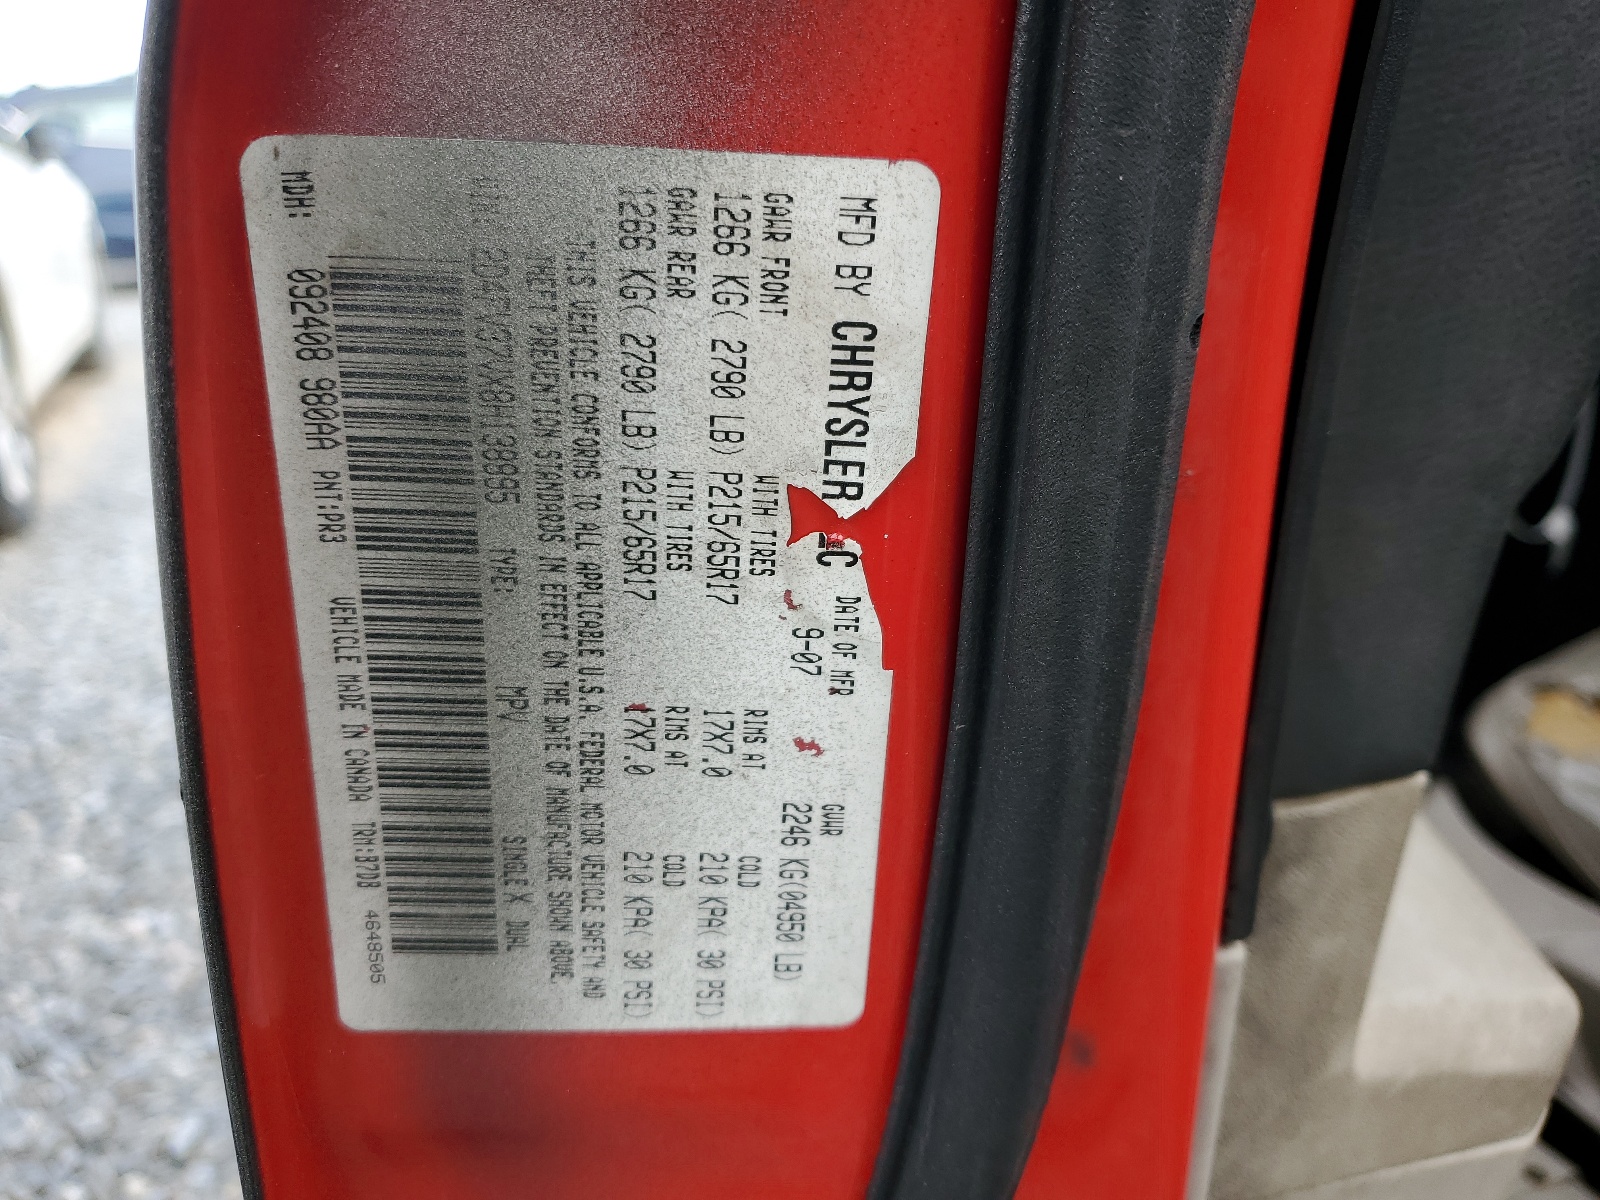 MFD BY CHRYSLER LC DATE OF MFR 9-07 GVWR 2246 KG(04950 LB)
GAWR FRONT WITH TIRES RIMS AT COLD
1266 KG( 2790 LB) P215/65R17 17X7.0 210 KPA( 30 PSI)
GAWR REAR WITH TIRES RIMS AT COLD
1266 KG( 2790 LB) P215/65R17 17X7.0 210 KPA( 30 PSI)
THIS VEHICLE CONFORMS TO ALL APPLICABLE U.S.A. FEDERAL MOTOR VEHICLE SAFETY AND
THEFT PREVENTION STANDARDS IN EFFECT ON THE DATE OF MANUFACTURE SHOWN ABOVE.
VIN: TYPE: MPV SINGLE X DUAL
MDH: 092408 980AA PNT:PR3 VEHICLE MADE IN CANADA TRM:B7JB 4648505